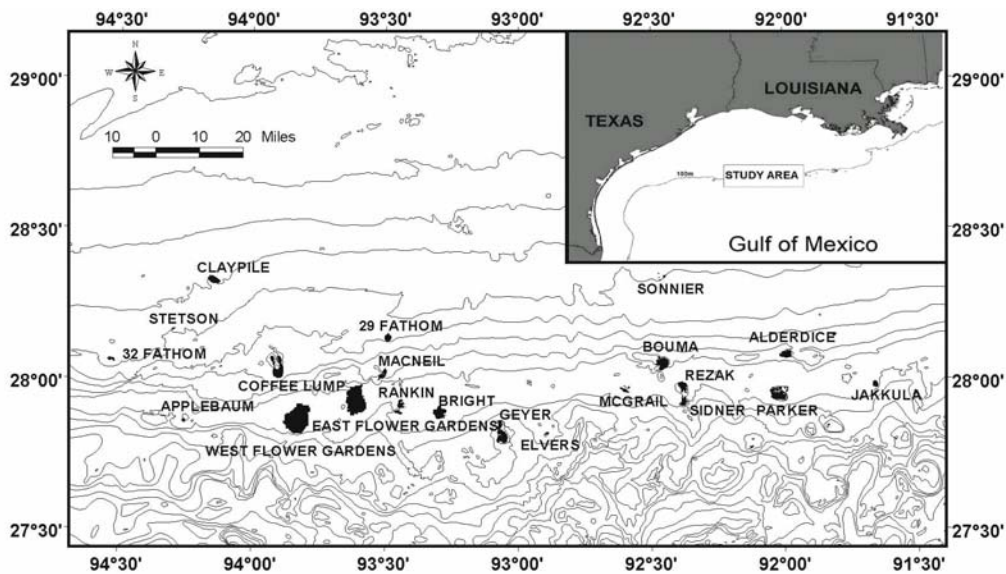 94°30' 94°00' 93°30' 93°00' 92°30' 92°00' 91°30'
N
W E
S
29°00' 29°00'
10 0 10 20 Miles
LOUISIANA
TEXAS
100m
STUDY AREA
Gulf of Mexico
28°30' 28°30'
CLAYPILE
SONNIER
STETSON
29 FATHOM
ALDERDICE
BOUMA
32 FATHOM
MACNEIL
28°00' 28°00'
COFFEE LUMP
RANKIN
REZAK
BRIGHT
MCGRAIL
JAKKULA
APPLEBAUM
GEYER
SIDNER
PARKER
EAST FLOWER GARDENS
ELVERS
WEST FLOWER GARDENS
27°30' 27°30'
94°30' 94°00' 93°30' 93°00' 92°30' 92°00' 91°30'